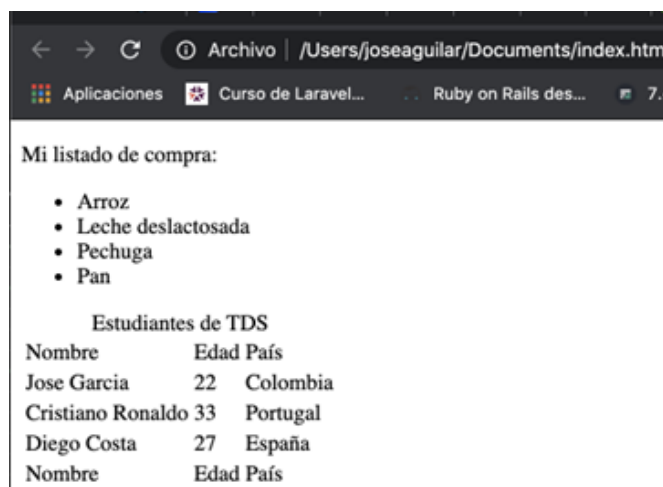 Archivo | /Users/joseaguilar/Documents/index.htm
Aplicaciones Curso de Laravel... Ruby on Rails des... 7.
Mi listado de compra:
• Arroz
• Leche deslactosada
• Pechuga
• Pan
Estudiantes de TDS
Nombre Edad País
Jose Garcia 22 Colombia
Cristiano Ronaldo 33 Portugal
Diego Costa 27 España
Nombre Edad País